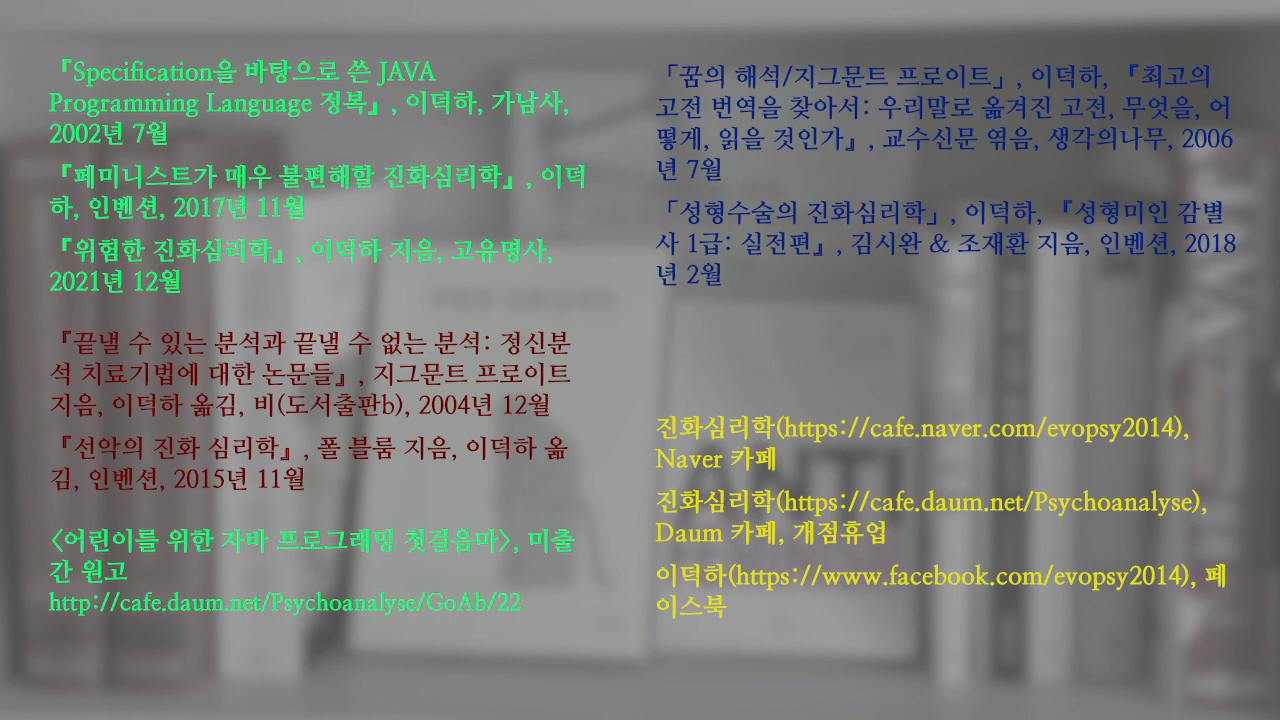 『Specification을 바탕으로 쓴 JAVA
Programming Language 정복』, 이덕하, 가남사,
2002년 7월
『페미니스트가 매우 불편해할 진화심리학』, 이덕
하, 인벤션, 2017년 11월
『위험한 진화심리학』, 이덕하 지음, 고유명사,
2021년 12월
『끝낼 수 있는 분석과 끝낼 수 없는 분석: 정신분
석 치료기법에 대한 논문들』, 지그문트 프로이트
지음, 이덕하 옮김, 비(도서출판b), 2004년 12월
『선악의 진화 심리학』, 폴 블룸 지음, 이덕하 옮
김, 인벤션, 2015년 11월
<어린이를 위한 자바 프로그래밍 첫걸음마>, 미출
간 원고
http://cafe.daum.net/Psychoanalyse/GoAb/22
「꿈의 해석/지그문트 프로이트」, 이덕하, 『최고의
고전 번역을 찾아서: 우리말로 옮겨진 고전, 무엇을, 어
떻게, 읽을 것인가』, 교수신문 엮음, 생각의나무, 2006
년 7월
「성형수술의 진화심리학」, 이덕하, 『성형미인 감별
사 1급: 실전편』, 김시완 & 조재환 지음, 인벤션, 2018
년 2월
진화심리학(https://cafe.naver.com/evopsy2014),
Naver 카페
진화심리학(https://cafe.daum.net/Psychoanalyse),
Daum 카페, 개점휴업
이덕하(https://www.facebook.com/evopsy2014), 페
이스북